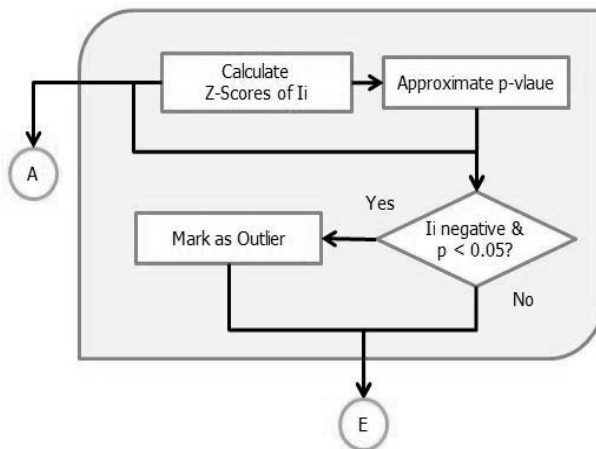 Calculate
Z-Scores of Ii
Approximate p-vlaue
A
Yes
Ii negative &
p < 0.05?
Mark as Outlier
No
E